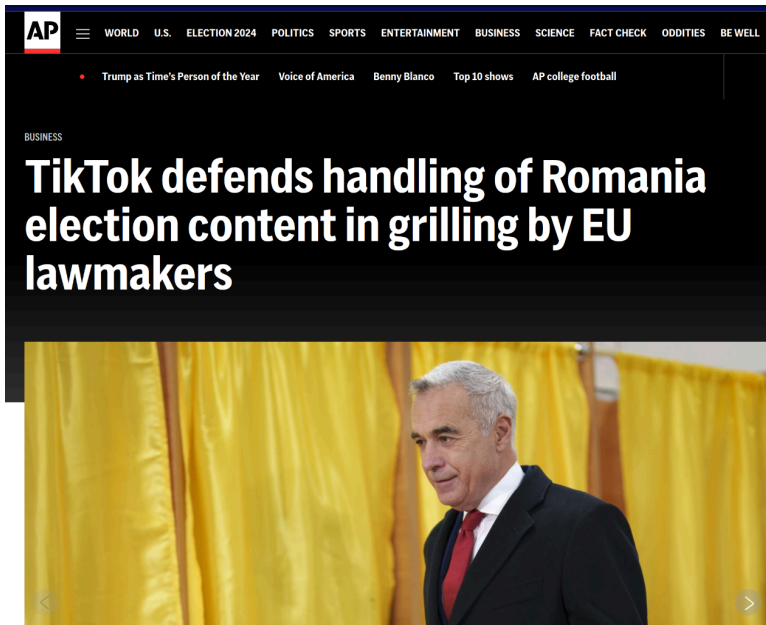 AP
WORLD U.S. ELECTION 2024 POLITICS SPORTS ENTERTAINMENT BUSINESS SCIENCE FACT CHECK ODDITIES BE WELL
Trump as Time's Person of the Year Voice of America Benny Blanco Top 10 shows AP college football
BUSINESS
TikTok defends handling of Romania
election content in grilling by EU
lawmakers